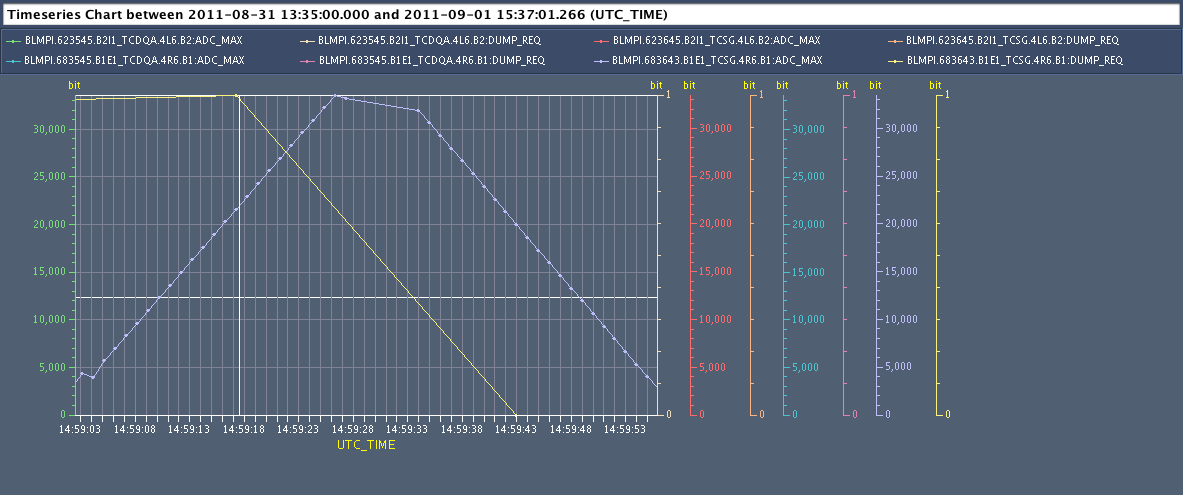 Timeseries Chart between 2011-08-31 13:35:00.000 and 2011-09-01 15:37:01.266 (UTC_TIME)
BLMPI.623545.B2I1_TCDQA.4L6.B2:ADC_MAX BLMPI.623545.B2I1_TCDQA.4L6.B2:DUMP_REQ BLMPI.623645.B2I1_TCSG.4L6.B2:ADC_MAX BLMPI.623645.B2I1_TCSG.4L6.B2:DUMP_REQ
BLMPI.683545.B1E1_TCDQA.4R6.B1:ADC_MAX BLMPI.683545.B1E1_TCDQA.4R6.B1:DUMP_REQ BLMPI.683643.B1E1_TCSG.4R6.B1:ADC_MAX BLMPI.683643.B1E1_TCSG.4R6.B1:DUMP_REQ
bit bit bit bit bit bit bit bit
1 1 1 1
30,000 30,000 30,000 30,000
25,000 25,000 25,000 25,000
20,000 20,000 20,000 20,000
15,000 15,000 15,000 15,000
10,000 10,000 10,000 10,000
5,000 5,000 5,000 5,000
0 0 0 0 0 0 0 0
14:59:03 14:59:08 14:59:13 14:59:18 14:59:23 14:59:28 14:59:33 14:59:38 14:59:43 14:59:48 14:59:53
UTC_TIME